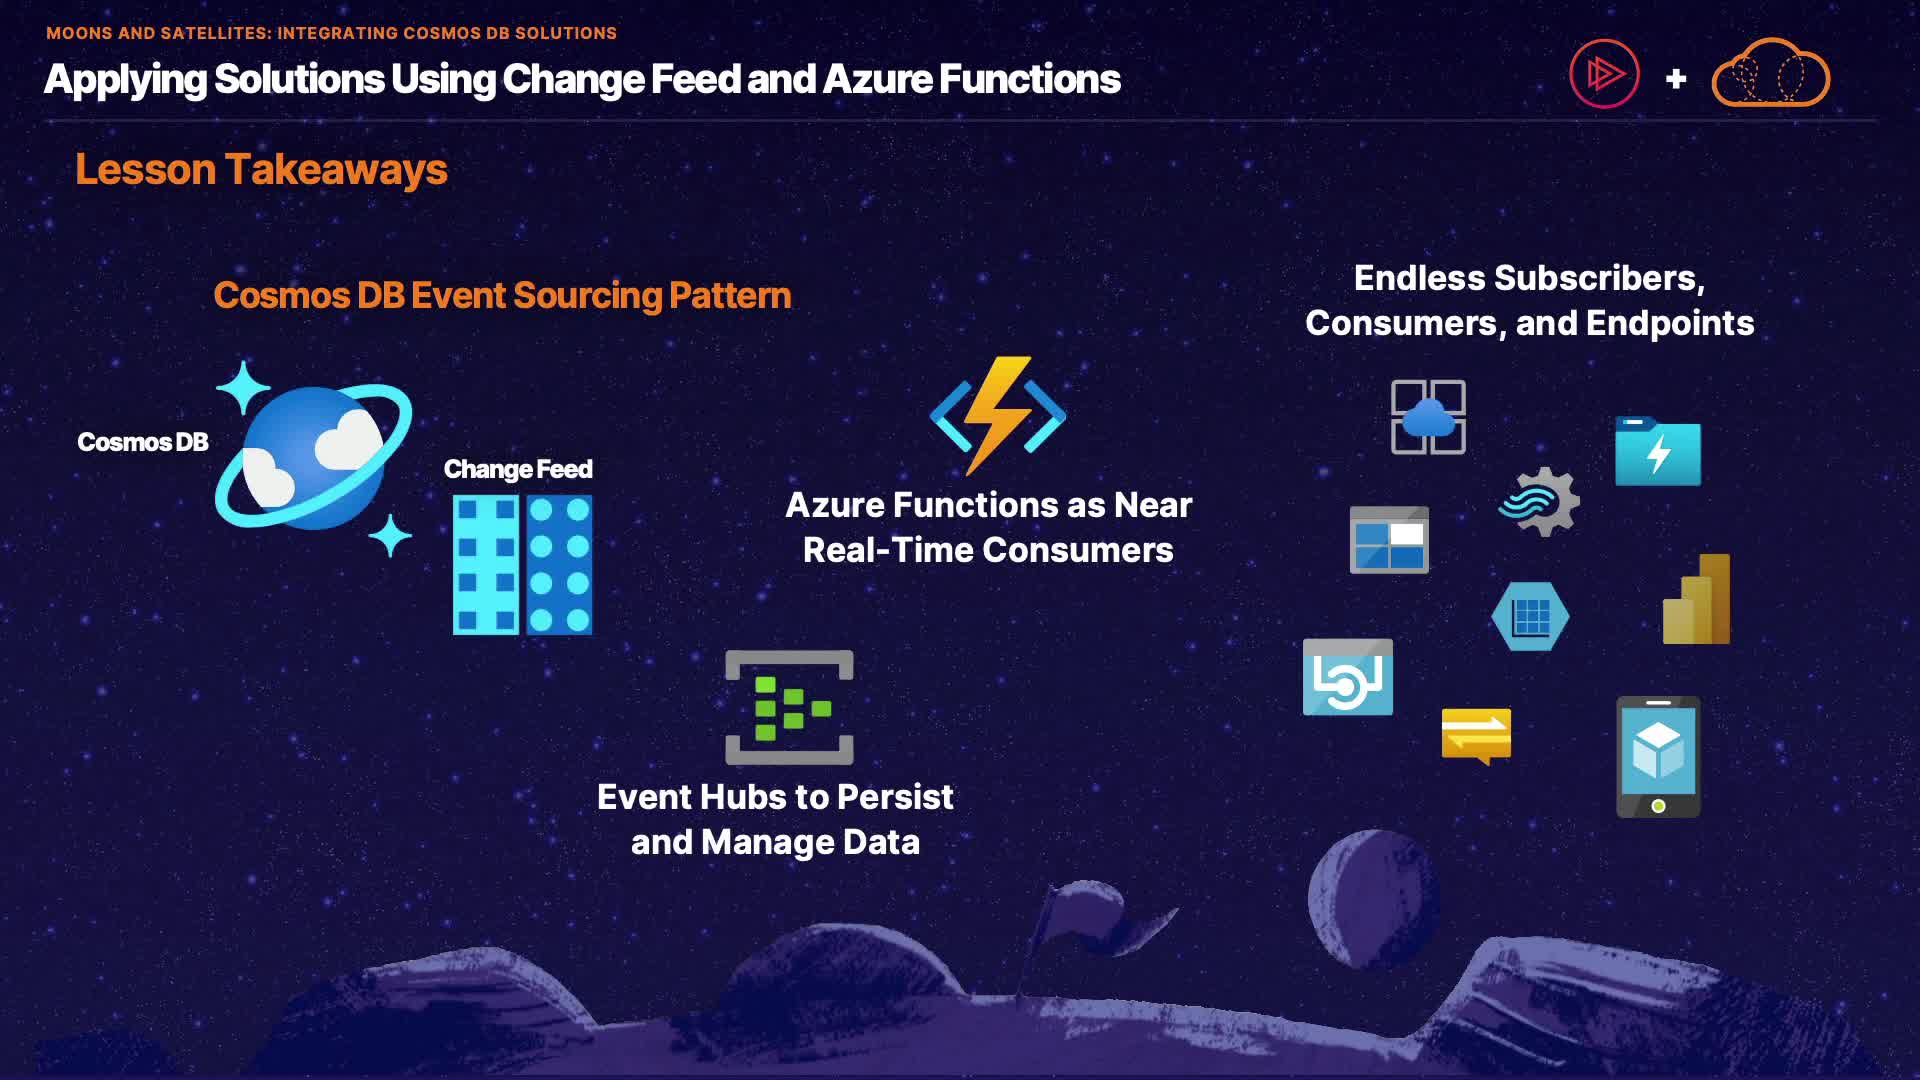 MOONS AND SATELLITES: INTEGRATING COSMOS DB SOLUTIONS
Applying Solutions Using Change Feed and Azure Functions
Lesson Takeaways
Cosmos DB Event Sourcing Pattern
Cosmos DB
Change Feed
Azure Functions as Near
Real-Time Consumers
Event Hubs to Persist
and Manage Data
Endless Subscribers,
Consumers, and Endpoints